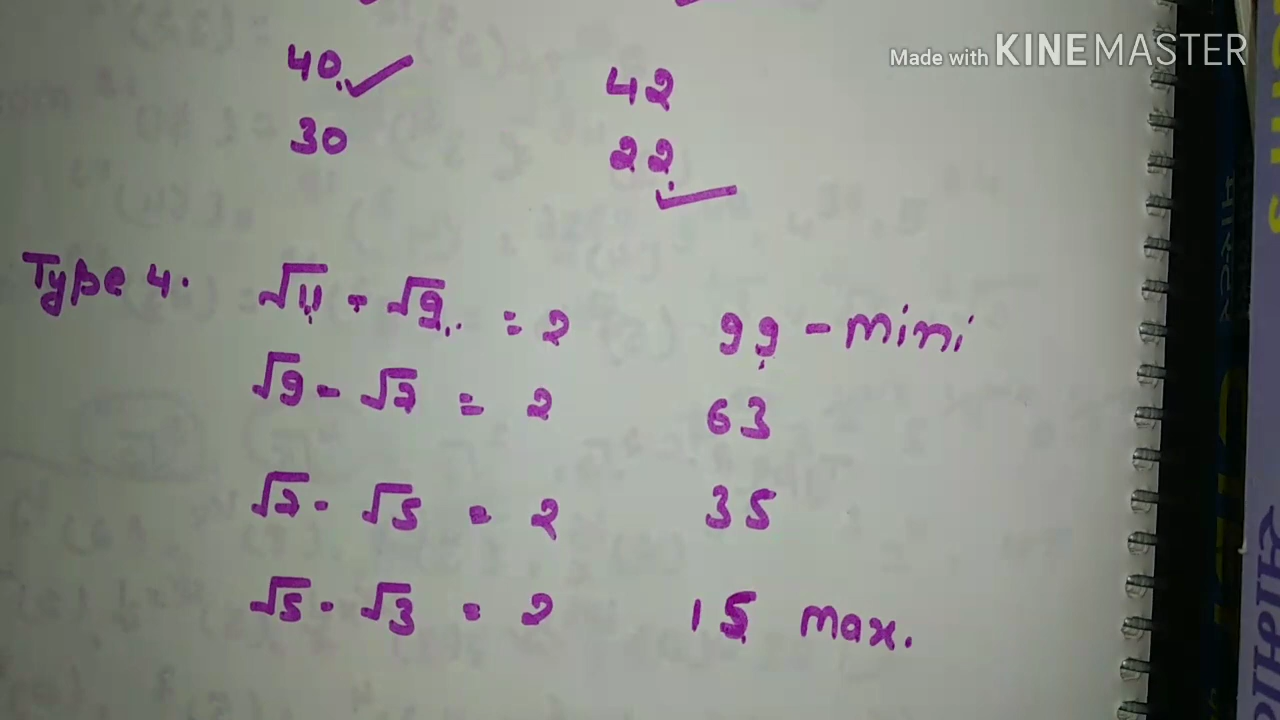 Made with KINEMASTER
40
42
30
22
Type 4. √11 - √9 = 2 99 - mini
√9 - √7 = 2 63
√7 - √5 = 2 35
√5 - √3 = 2 15 max.